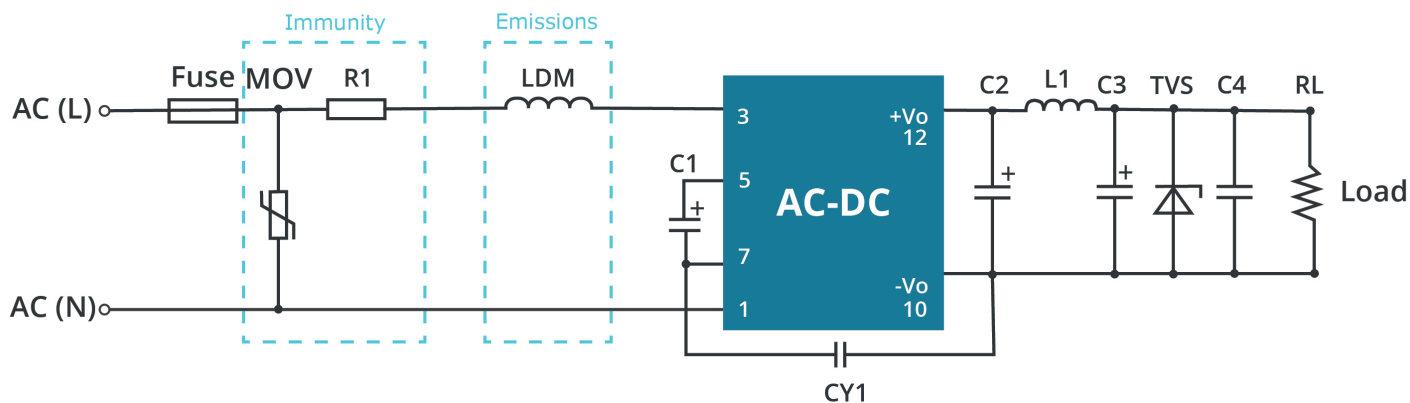 Immunity
Emissions
Fuse MOV R1 LDM C2 L1 C3 TVS C4 RL
AC (L)
3 +Vo
12
C1 5
+ AC-DC + + Load
7
-Vo
AC (N) 1 10
CY1